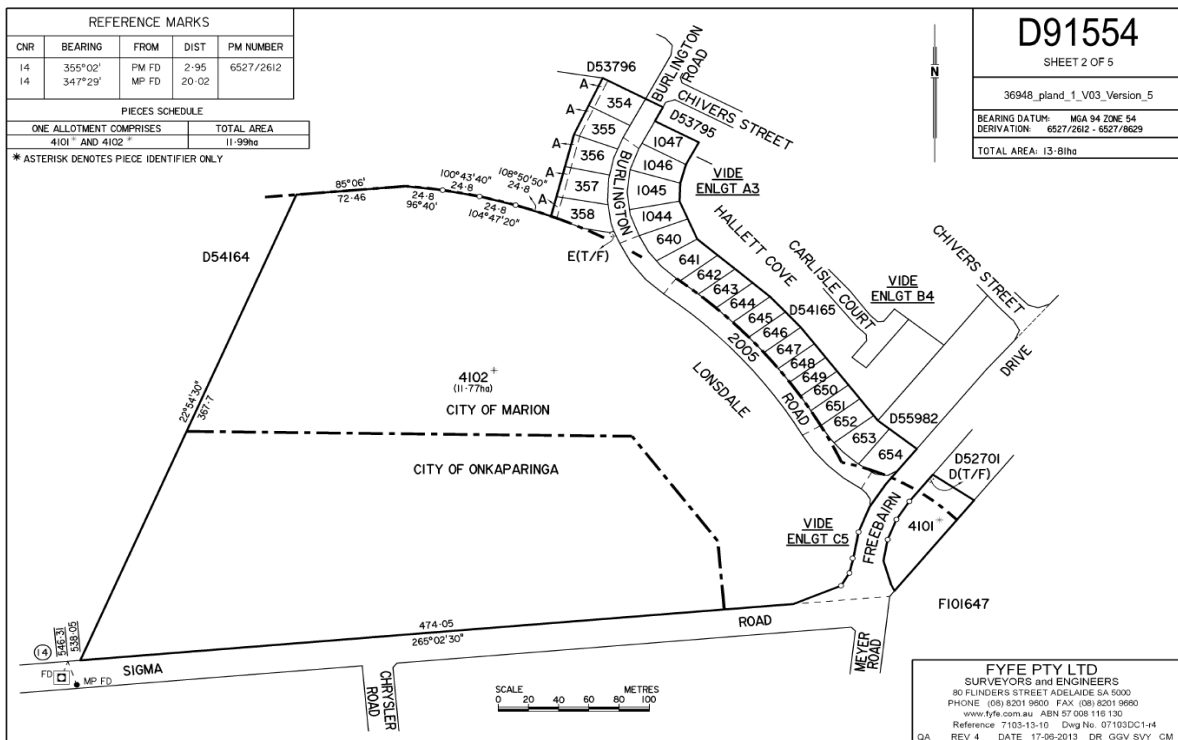 REFERENCE MARKS
CNR BEARING FROM DIST PM NUMBER
14 355°02' PM FD 2·95 6527/2612
14 347°29' MP FD 20·02
PIECES SCHEDULE
ONE ALLOTMENT COMPRISES TOTAL AREA
4101* AND 4102* 11·99ha
* ASTERISK DENOTES PIECE IDENTIFIER ONLY
D91554
SHEET 2 OF 5
36948_pland_1_V03_Version_5
BEARING DATUM: MGA 94 ZONE 54
DERIVATION: 6527/2612 - 6527/8629
TOTAL AREA: 13·81ha
N
BURLINGTON
ROAD
D53796
CHIVERS STREET
D53795
A
354
A
355
A
356
A
357
A
358
1047
1046
1045
1044
640
641
642
643
644
645
646
647
648
649
650
651
652
653
654
VIDE
ENLGT A3
BURLINGTON
E(T/F)
HALLETT COVE
CARLISLE COURT
VIDE
ENLGT B4
CHIVERS STREET
DRIVE
D54165
2005
ROAD
LONSDALE
D55982
D52701
D(T/F)
4101*
FREEBAIRN
VIDE
ENLGT C5
F101647
85°06'
72·46
24·8
96°40'
100°43'40"
24·8
24·8
104°47'20"
108°50'50"
24·8
D54164
22°54'30"
367·7
4102+
(11·77ha)
CITY OF MARION
CITY OF ONKAPARINGA
474·05
265°02'30"
ROAD
SIGMA
14
546·31
538·05
FD
MP FD
CHRYSLER
ROAD
MEYER
ROAD
SCALE METRES
0 20 40 60 80 100
FYFE PTY LTD
SURVEYORS and ENGINEERS
80 FLINDERS STREET ADELAIDE SA 5000
PHONE (08) 8201 9600 FAX (08) 8201 9660
www.fyfe.com.au ABN 57 008 116 130
Reference 7103-13-10 Dwg No. 07103DC1-r4
QA REV 4 DATE 17-06-2013 DR GGV SVY CM